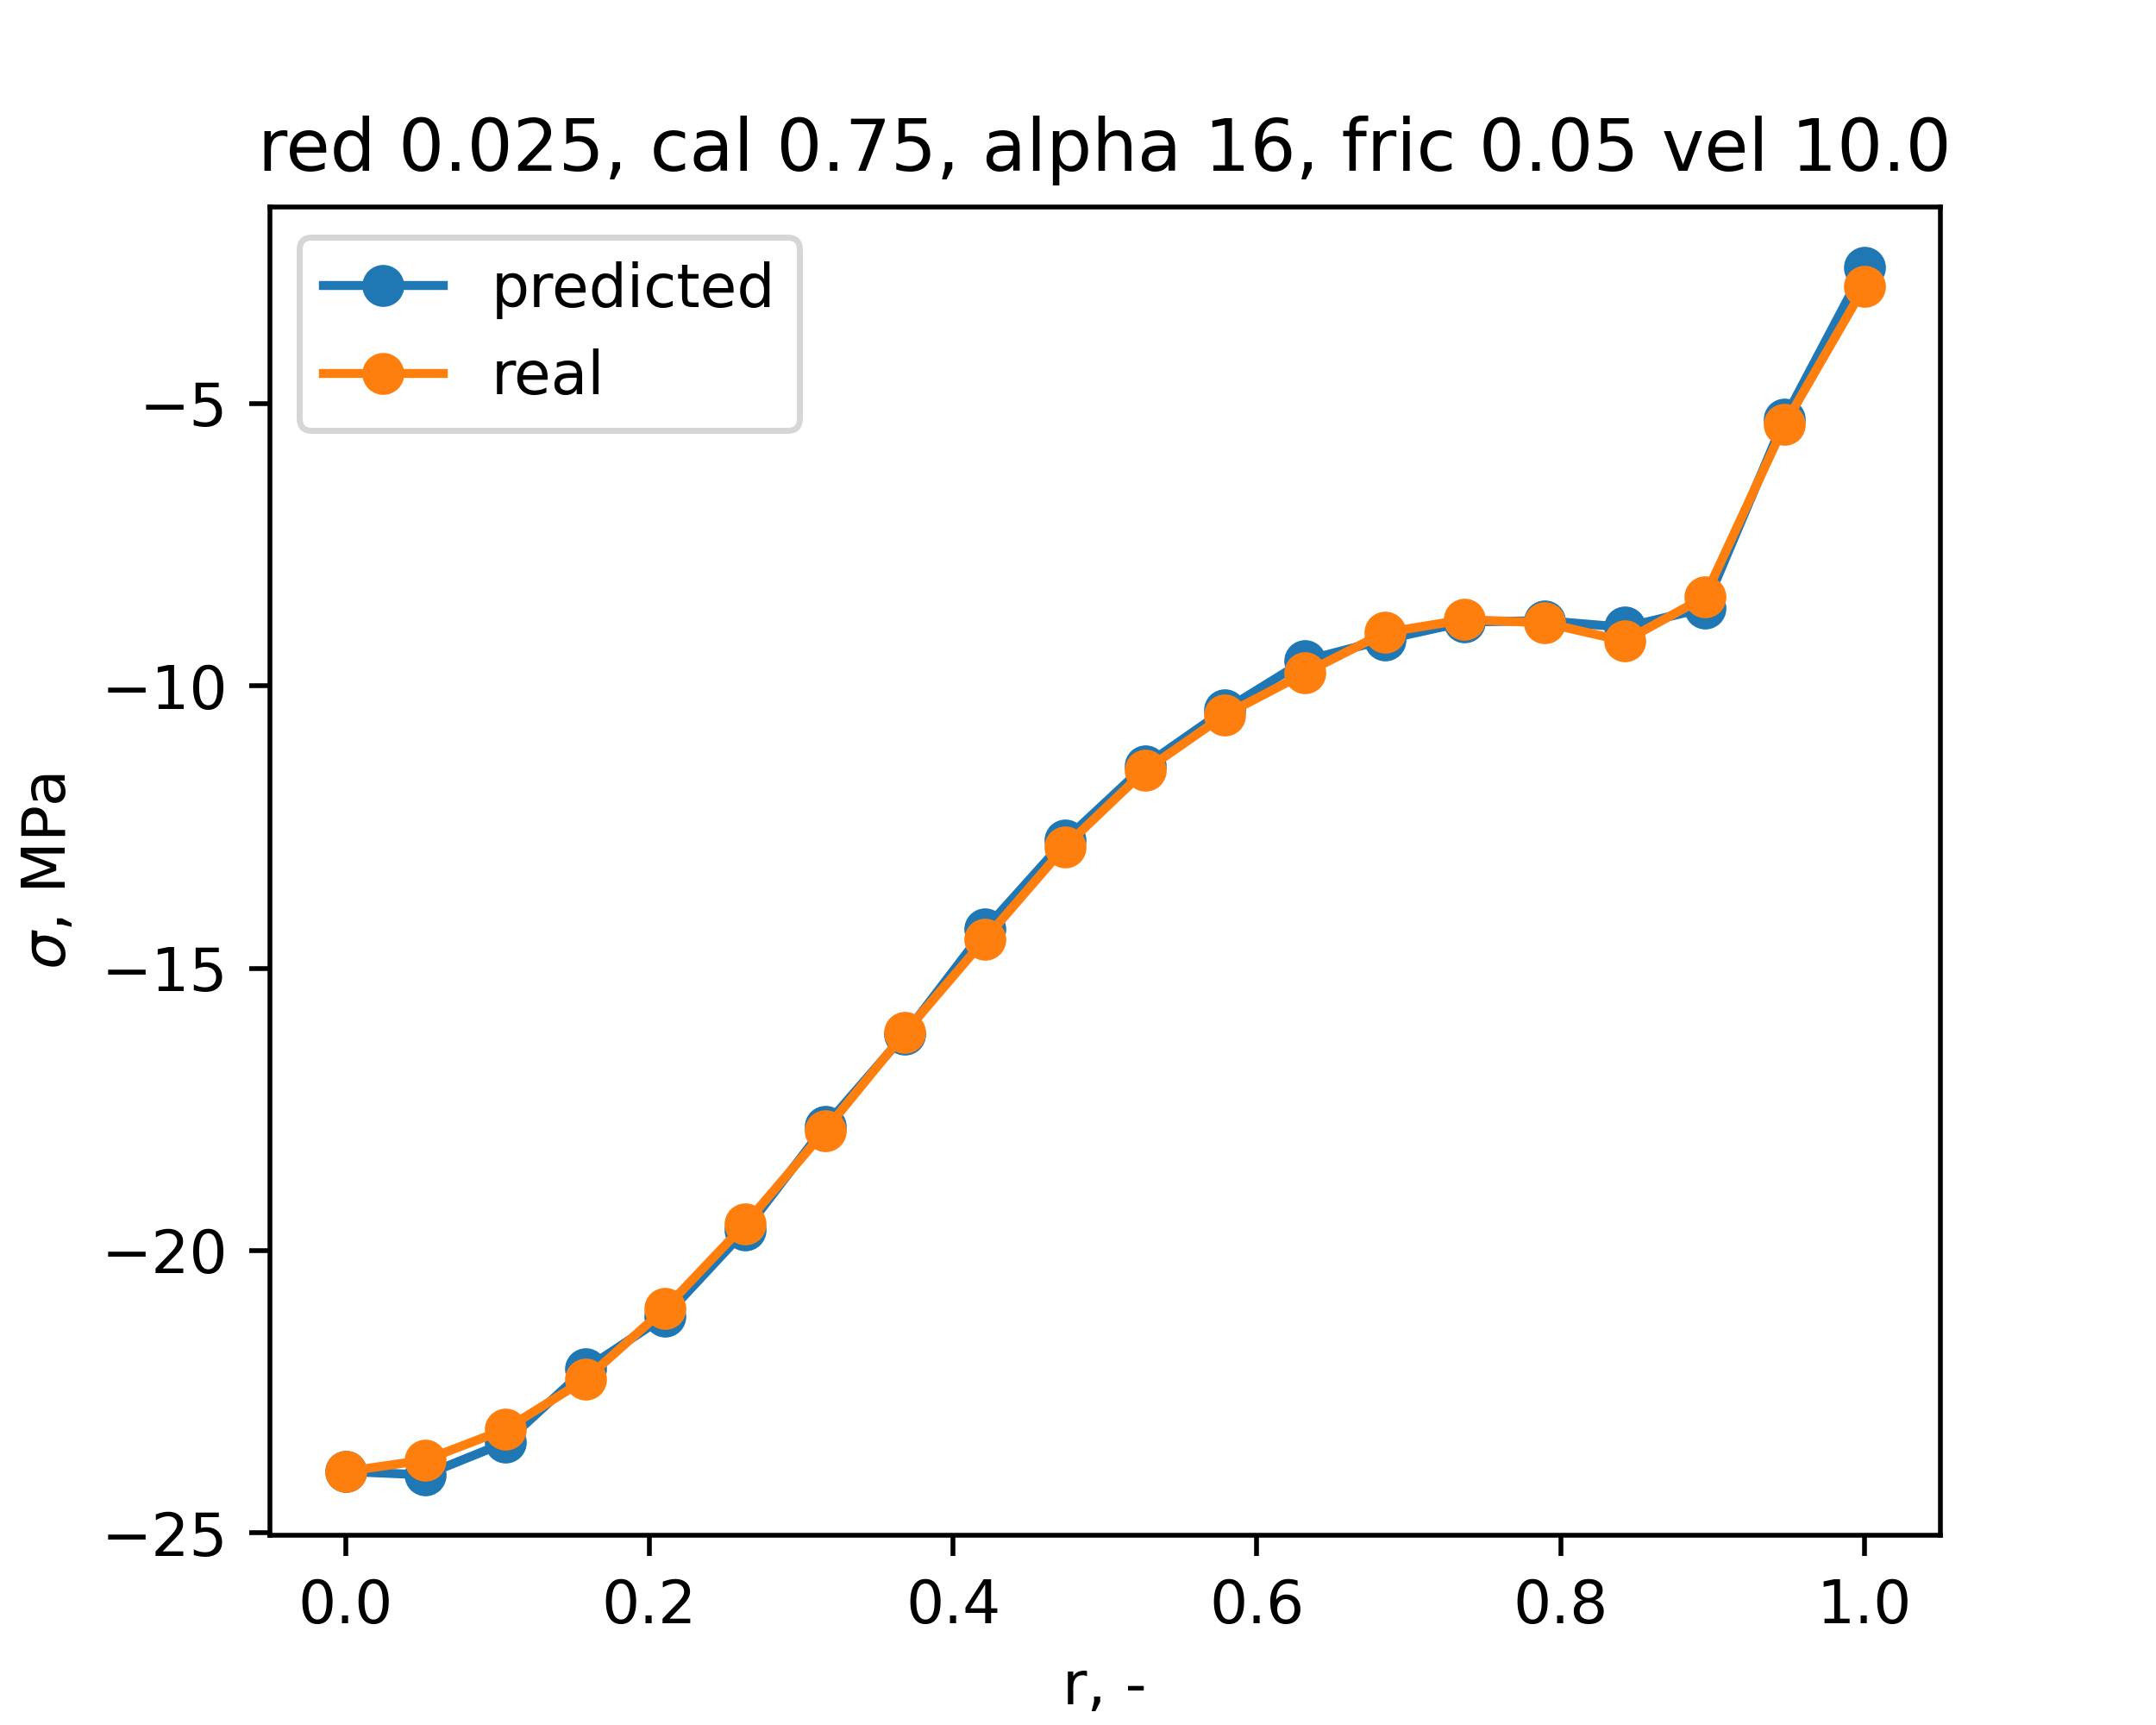 red 0.025, cal 0.75, alpha 16, fric 0.05 vel 10.0
predicted
real
−5
−10
−15
−20
−25
σ, MPa
0.0 0.2 0.4 0.6 0.8 1.0
r, -